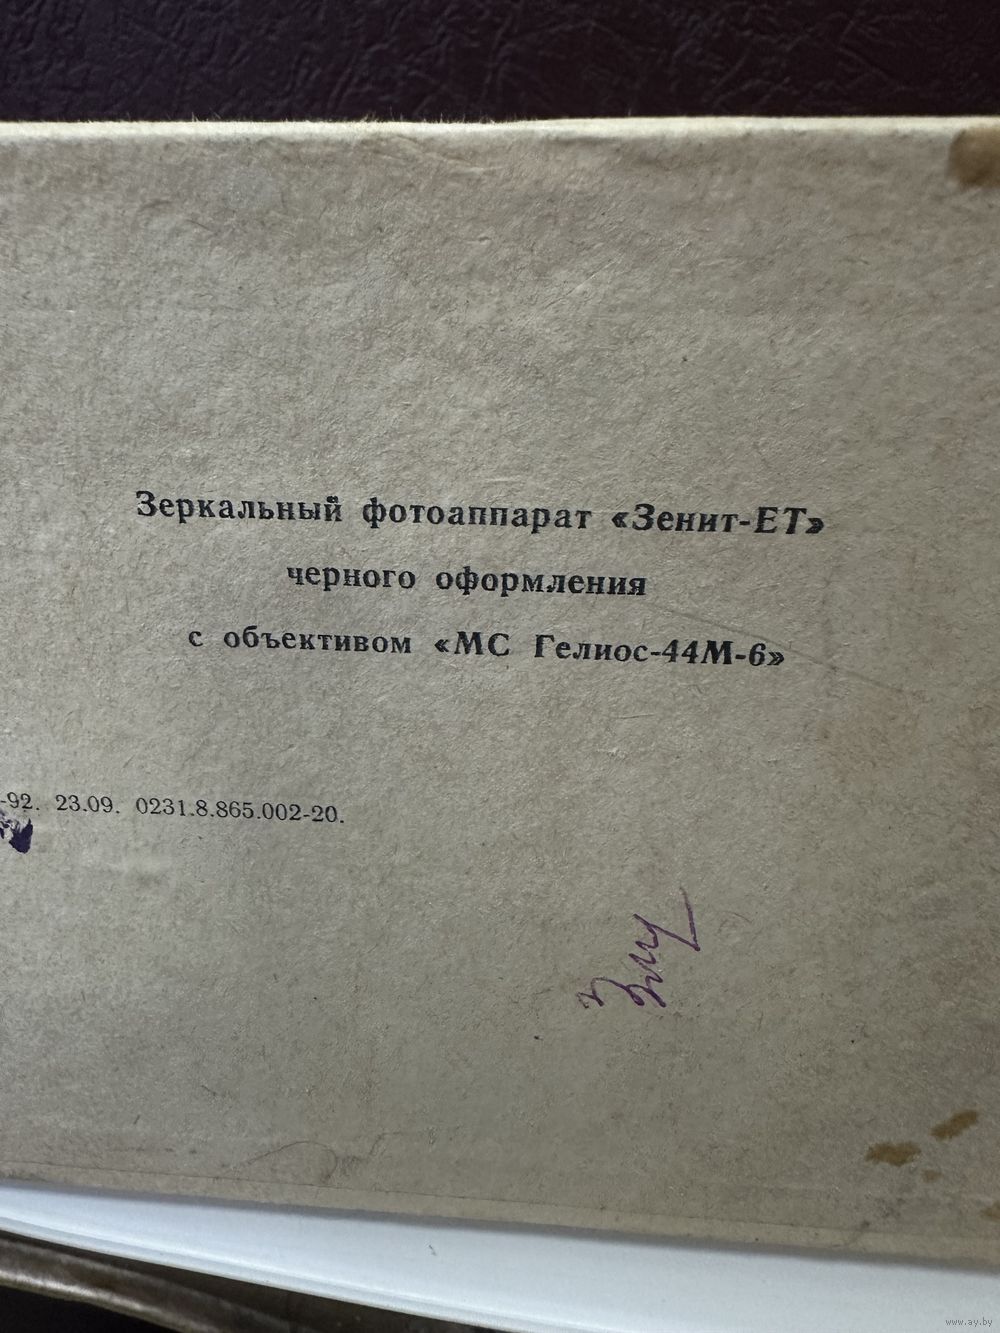 Зеркальный фотоаппарат «Зенит-ЕТ»
черного оформления
с объективом «МС Гелиос-44М-6»
-92. 23.09. 0231.8.865.002-20.
www.ay.by